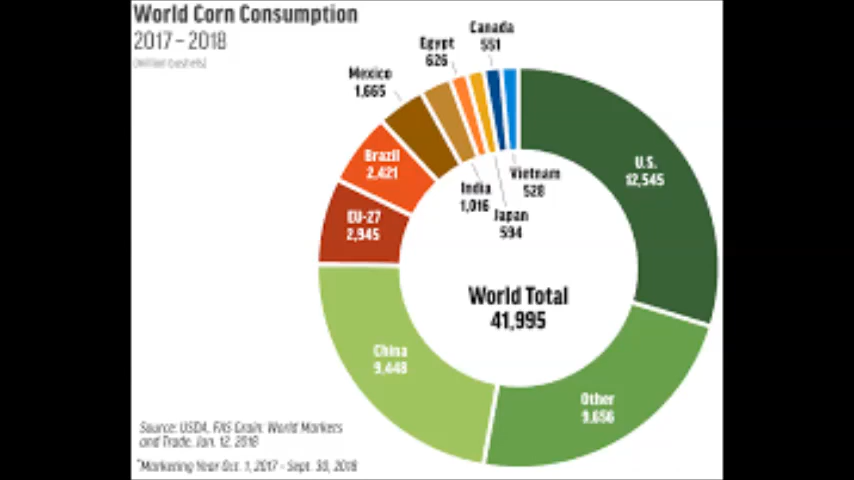 World Corn Consumption
2017 – 2018
(Million bushels)
Canada
551
Egypt
626
Mexico
1,665
Brazil
2,421
U.S.
12,545
Vietnam
528
India
1,016
Japan
594
EU-27
2,945
World Total
41,995
China
9,448
Other
9,656
Source: USDA, FAS Grain: World Markets
and Trade, Jan. 12, 2018
*Marketing Year Oct. 1, 2017 - Sept. 30, 2018